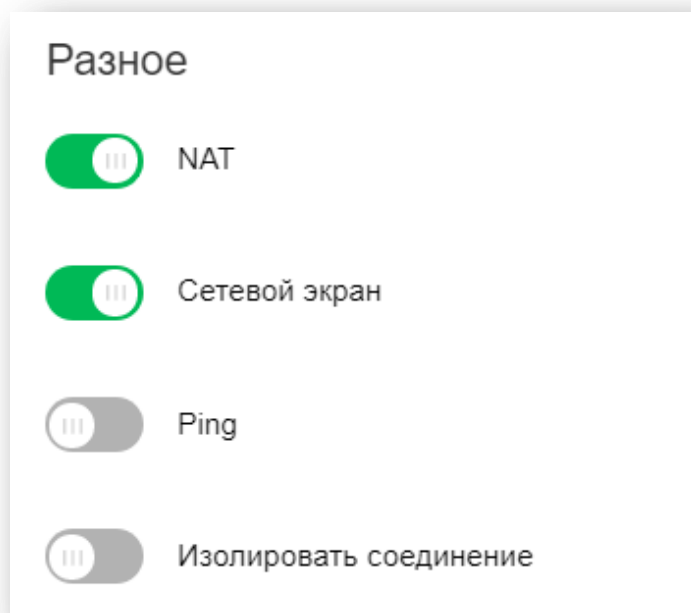 Разное
NAT
Сетевой экран
Ping
Изолировать соединение